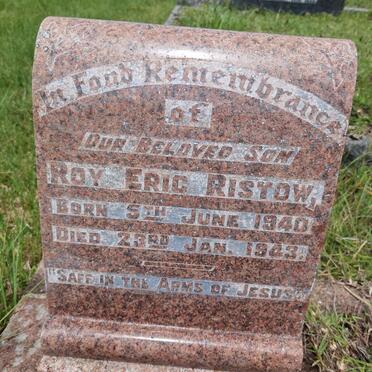 In Fond Remembrance
of
OUR BELOVED SON
ROY ERIC RISTOW,
BORN 5TH JUNE 1940
DIED 23RD JAN. 1943.
"SAFE IN THE ARMS OF JESUS"